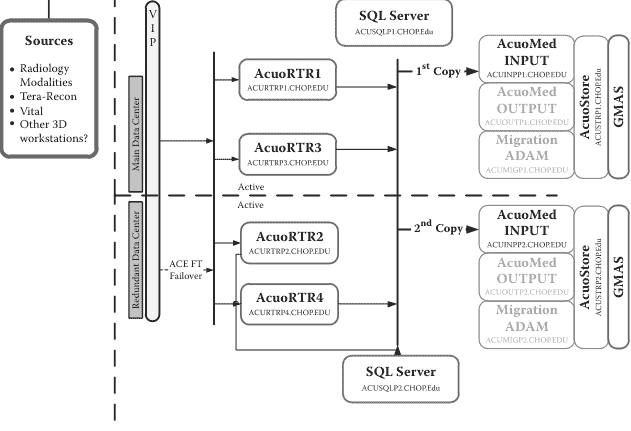 Sources
• Radiology
Modalities
• Tera-Recon
• Vital
• Other 3D
workstations?
VIP
Main Data Center
Redundant Data Center
ACE FT
Failover
SQL Server
ACUSQLP1.CHOP.Edu
AcuoRTR1
ACURTRP1.CHOP.EDU
AcuoRTR3
ACURTRP3.CHOP.EDU
Active
Active
AcuoRTR2
ACURTRP2.CHOP.EDU
AcuoRTR4
ACURTRP4.CHOP.EDU
SQL Server
ACUSQLP2.CHOP.Edu
1st Copy
AcuoMed
INPUT
ACUINPP1.CHOP.EDU
AcuoMed
OUTPUT
ACUOUTP1.CHOP.EDU
Migration
ADAM
ACUMIGP1.CHOP.EDU
AcuoStore
ACUSTRP1.CHOP.Edu
GMAS
2nd Copy
AcuoMed
INPUT
ACUINPP2.CHOP.EDU
AcuoMed
OUTPUT
ACUOUTP2.CHOP.EDU
Migration
ADAM
ACUMIGP2.CHOP.EDU
AcuoStore
ACUSTRP2.CHOP.Edu
GMAS